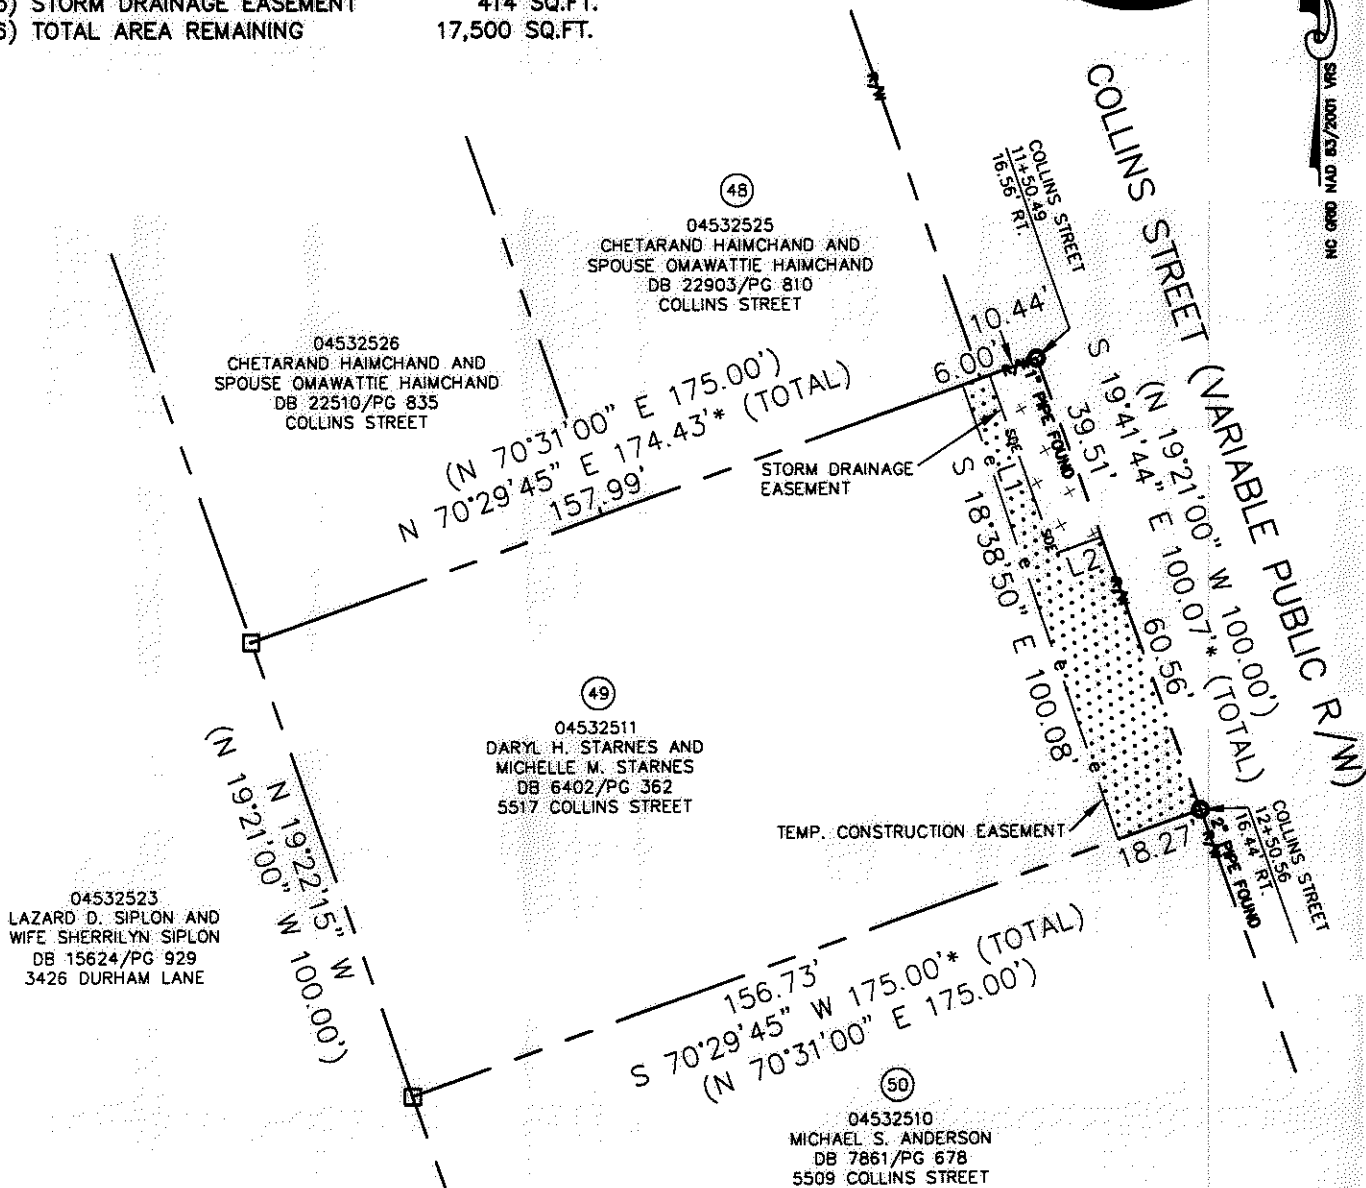 5) STORM DRAINAGE EASEMENT 414 SQ.FT.
6) TOTAL AREA REMAINING 17,500 SQ.FT.
NC GRID NAD 83/2001 VRS
R/W
COLLINS STREET (VARIABLE PUBLIC R/W)
COLLINS STREET
11+50.49
16.56' RT.
48
04532525
CHETARAND HAIMCHAND AND
SPOUSE OMAWATTIE HAIMCHAND
DB 22903/PG 810
COLLINS STREET
04532526
CHETARAND HAIMCHAND AND
SPOUSE OMAWATTIE HAIMCHAND
DB 22510/PG 835
COLLINS STREET
10.44'
6.00'
1" PIPE FOUND
39.51'
S 19°41'44" E 100.07'* (TOTAL)
(N 19°21'00" W 100.00')
(N 70°31'00" E 175.00')
N 70°29'45" E 174.43'* (TOTAL)
157.99'
STORM DRAINAGE
EASEMENT
SDE
L1
SDE
L2
R/W
e
e
e
e
S 18°38'50" E 100.08'
60.56'
49
04532511
DARYL H. STARNES AND
MICHELLE M. STARNES
DB 6402/PG 362
5517 COLLINS STREET
TEMP. CONSTRUCTION EASEMENT
18.27'
2" PIPE FOUND
R/W
COLLINS STREET
12+50.56
16.44' RT.
N 19°22'15" W
(N 19°21'00" W 100.00')
04532523
LAZARD D. SIPLON AND
WIFE SHERRILYN SIPLON
DB 15624/PG 929
3426 DURHAM LANE
156.73'
S 70°29'45" W 175.00'* (TOTAL)
(N 70°31'00" E 175.00')
50
04532510
MICHAEL S. ANDERSON
DB 7861/PG 678
5509 COLLINS STREET